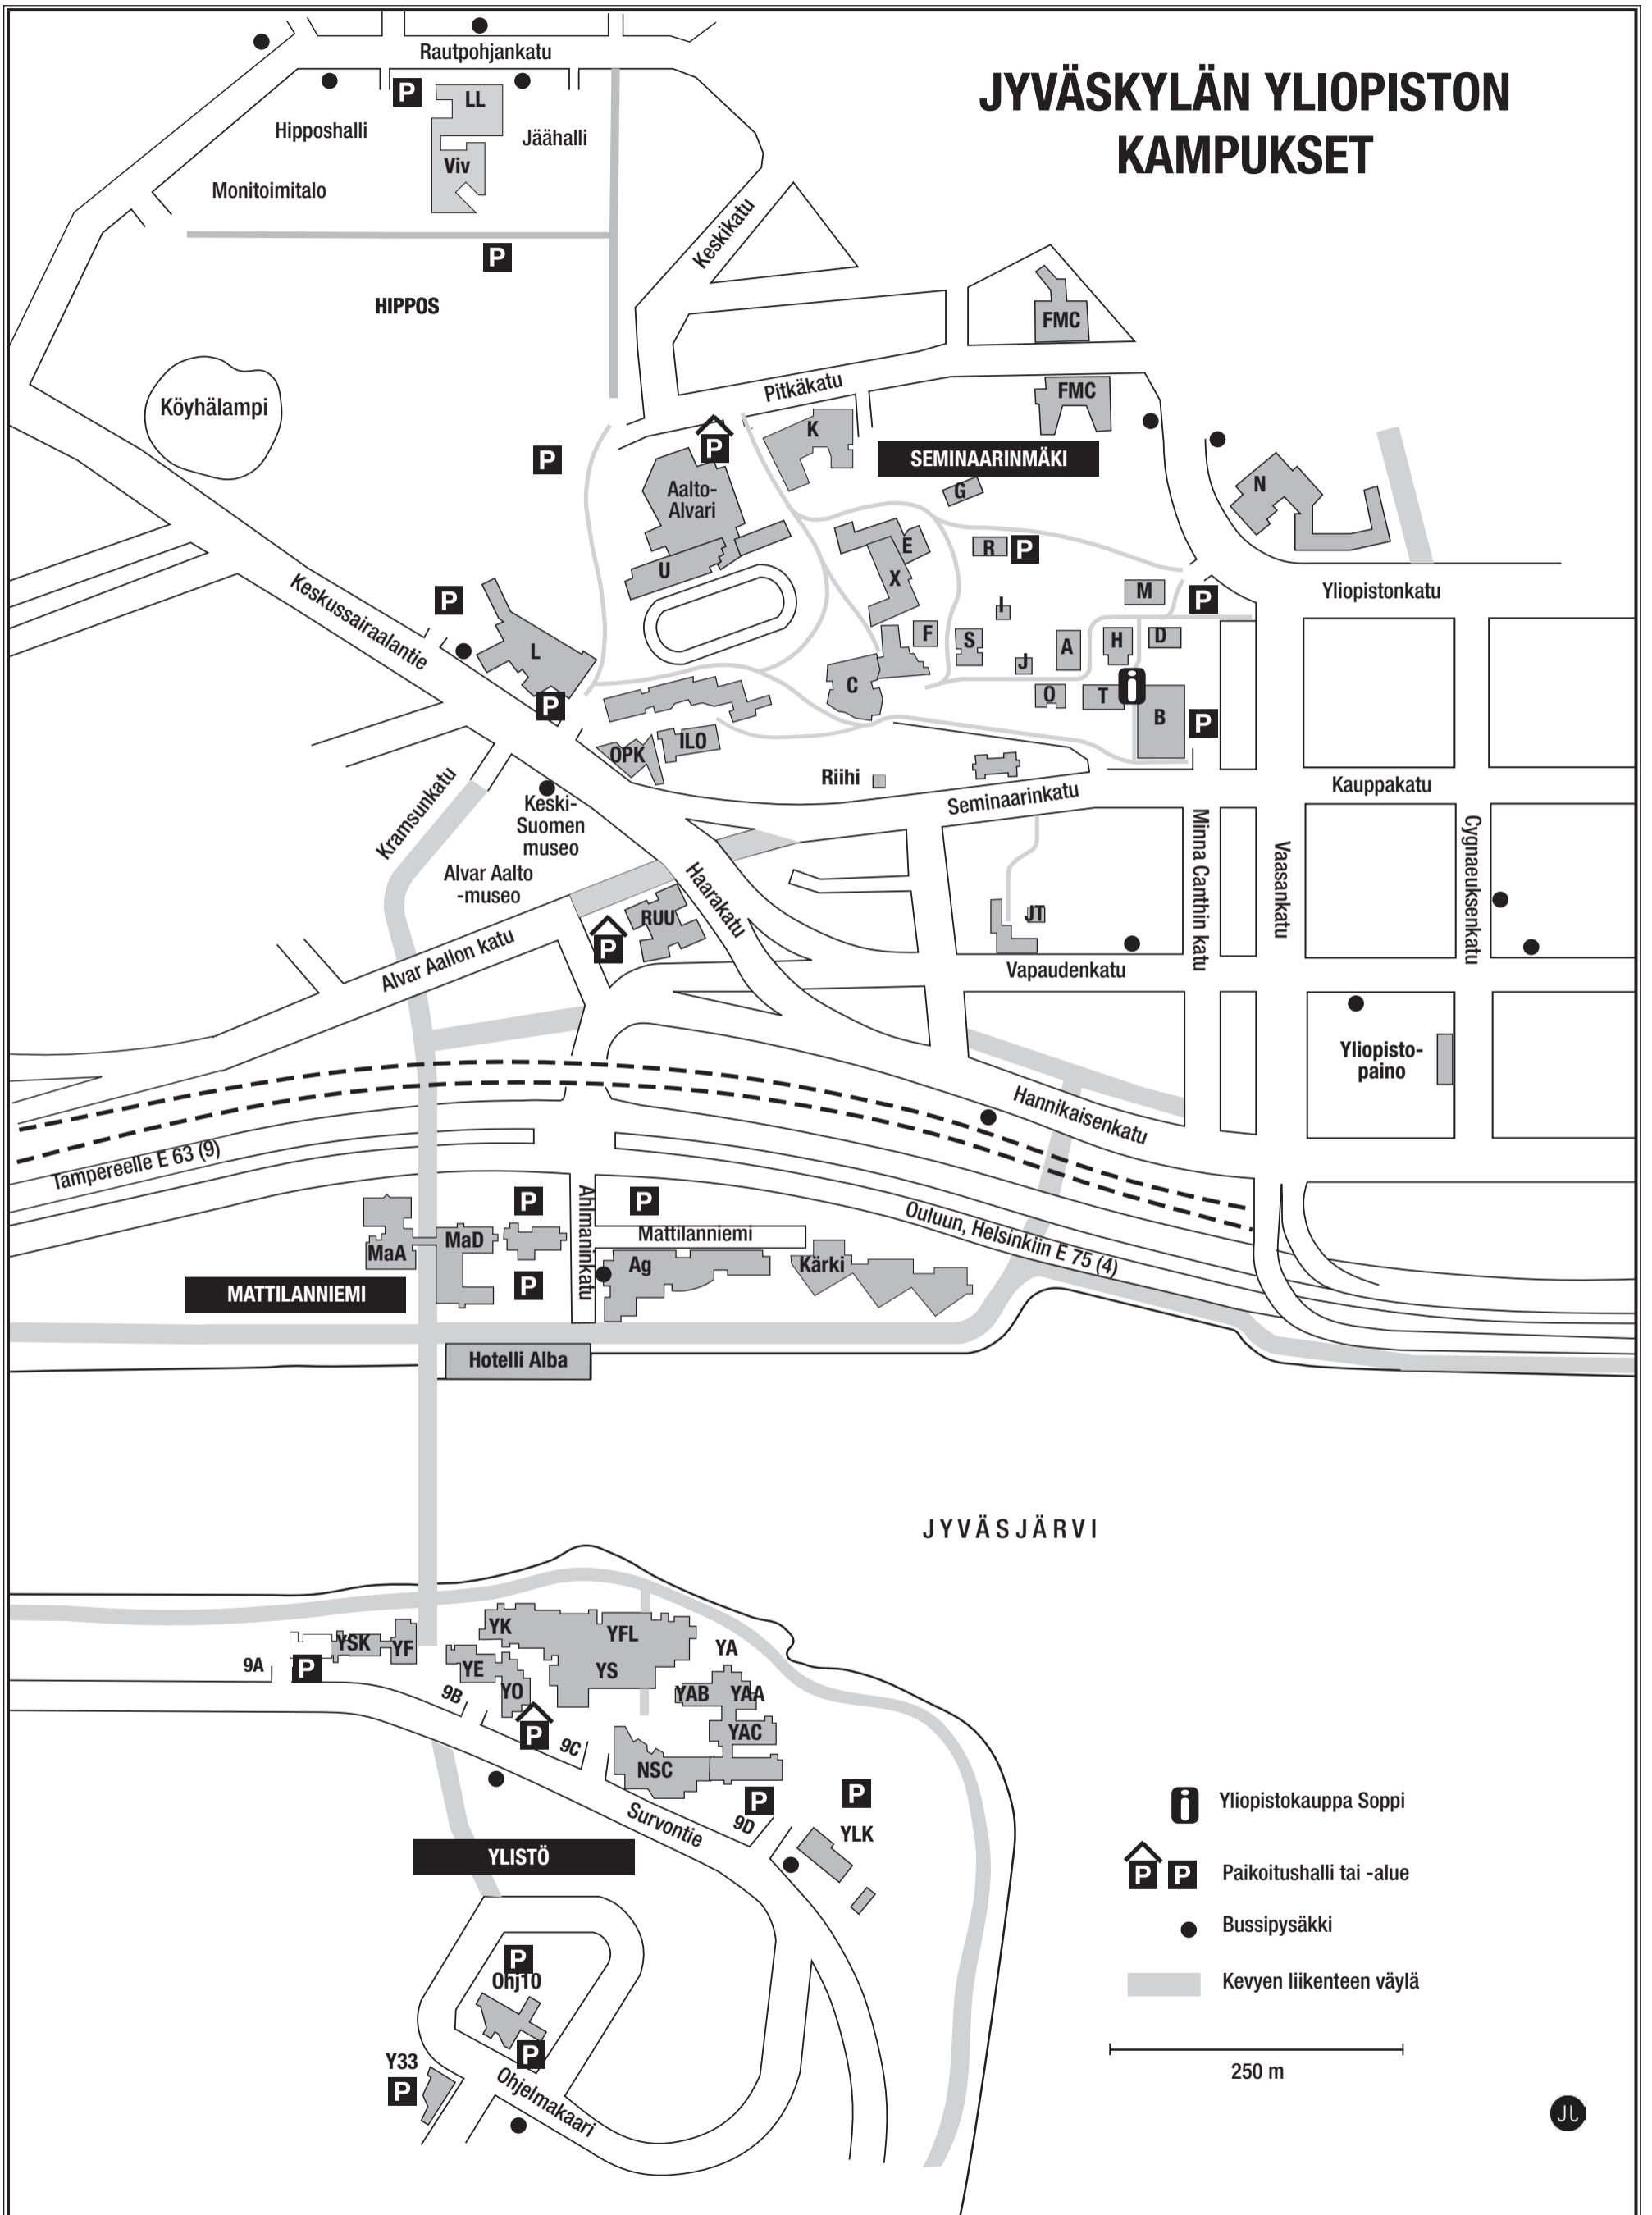 JYVÄSKYLÄN YLIOPISTON
KAMPUKSET
Rautpohjankatu
P
LL
Hipposhalli
Jäähalli
Viv
Monitoimitalo
P
HIPPOS
Keskikatu
FMC
Köyhälampi
Pitkäkatu
FMC
K
P
P
SEMINAARINMÄKI
Aalto-
Alvari
G
N
E
R
P
U
X
Keskussairaalantie
P
I
M
P
Yliopistonkatu
L
F
S
A
H
D
J
C
O
T
i
B
P
P
OPK
ILO
Riihi
Seminaarinkatu
Kauppakatu
Kramsunkatu
Keski-
Suomen
museo
Alvar Aalto
-museo
Haarakatu
Minna Canthin katu
Vaasankatu
Cygnaeuksenkatu
RUU
P
JT
Alvar Aallon katu
Vapaudenkatu
Yliopisto-
paino
Hannikaisenkatu
Tampereelle E 63 (9)
Ouluun, Helsinkiin E 75 (4)
P
Ahlmaninkatu
P
Mattilanniemi
MaA
MaD
P
Ag
Kärki
MATTILANNIEMI
Hotelli Alba
JYVÄSJÄRVI
YSK
YF
YK
YFL
YA
9A
P
YE
YS
YO
YAB
YAA
9B
P
9C
YAC
NSC
P
P
Survontie
9D
YLK
YLISTÖ
P
Ohj10
P
Y33
P
Ohjelmakaari
i Yliopistokauppa Soppi
P P Paikoitushalli tai -alue
Bussipysäkki
Kevyen liikenteen väylä
250 m
JL